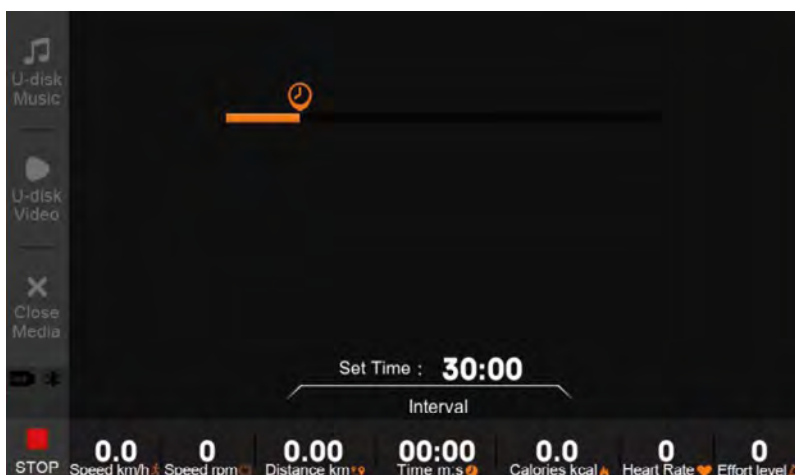 U-disk
Music
U-disk
Video
Close
Media
Set Time : 30:00
Interval
STOP
0.0 0 0.00 00:00 0.0 0 0
Speed km/h Speed rpm Distance km Time m:s Calories kcal Heart Rate Effort level